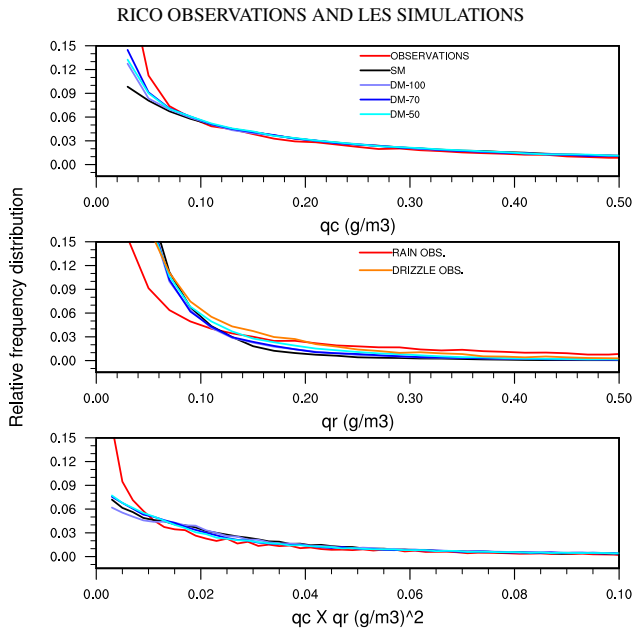 RICO OBSERVATIONS AND LES SIMULATIONS
Relative frequency distribution
0.15
0.12
0.09
0.06
0.03
0.00
OBSERVATIONS
SM
DM-100
DM-70
DM-50
0.00 0.10 0.20 0.30 0.40 0.50
qc (g/m3)
0.15
0.12
0.09
0.06
0.03
0.00
RAIN OBS.
DRIZZLE OBS.
0.00 0.10 0.20 0.30 0.40 0.50
qr (g/m3)
0.15
0.12
0.09
0.06
0.03
0.00
0.00 0.02 0.04 0.06 0.08 0.10
qc X qr (g/m3)^2